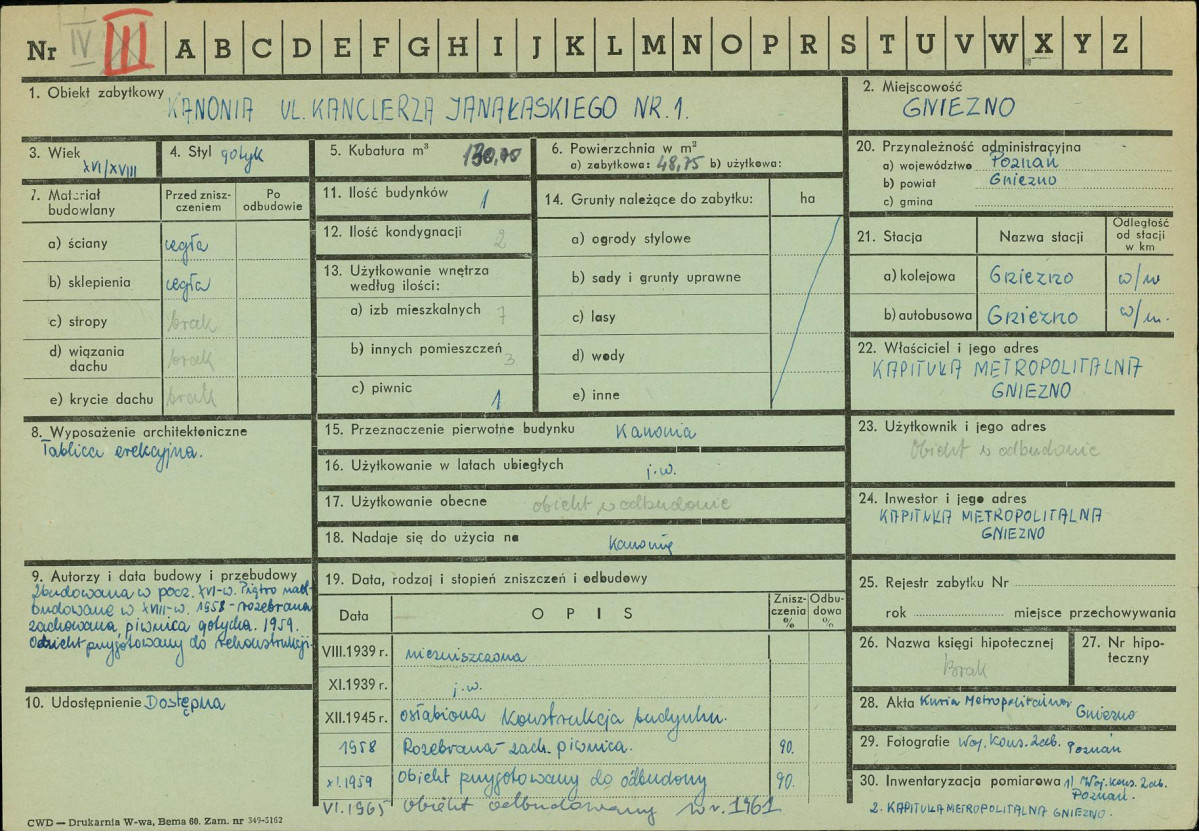 Nr IV III A B C D E F G H I J K L M N O P R S T U V W X Y Z
1. Obiekt zabytkowy
KANONIA UL. KANCLERZA JANAŁASKIEGO NR. 1.
2. Miejscowość
GNIEZNO
3. Wiek
XVI/XVIII
4. Styl gotyk
5. Kubatura m³ 130,70
6. Powierzchnia w m²
a) zabytkowa: 48,75 b) użytkowa:
20. Przynależność administracyjna
a) województwo Poznań
b) powiat Gniezno
c) gmina
7. Materiał budowlany
Przed znisz-
czeniem
Po
odbudowie
a) ściany cegła
b) sklepienia cegła
c) stropy brak
d) wiązania
dachu brak
e) krycie dachu brak
11. Ilość budynków 1
12. Ilość kondygnacji 2
13. Użytkowanie wnętrza
według ilości:
a) izb mieszkalnych 7
b) innych pomieszczeń 3
c) piwnic 1
14. Grunty należące do zabytku: ha
a) ogrody stylowe
b) sady i grunty uprawne
c) lasy
d) wody
e) inne
21. Stacja Nazwa stacji
Odległość
od stacji
w km
a) kolejowa Gniezno w/m
b) autobusowa Gniezno w/m.
22. Właściciel i jego adres
KAPITUŁA METROPOLITALNA
GNIEZNO
8. Wyposażenie architektoniczne
Tablica erekcyjna.
15. Przeznaczenie pierwotne budynku Kanonia
16. Użytkowanie w latach ubiegłych j.w.
17. Użytkowanie obecne obiekt w odbudowie
18. Nadaje się do użycia na Kanonię
23. Użytkownik i jego adres
Obiekt w odbudowie
24. Inwestor i jego adres
KAPITUŁA METROPOLITALNA
GNIEZNO
9. Autorzy i data budowy i przebudowy
Zbudowana w pocz. XVI-w. Piętro nad-
budowane w XVIII-w. 1958-rozebrana
zachowana piwnica gotycka. 1959.
Obiekt przygotowany do rekonstrukcji.
10. Udostępnienie Dostępna
19. Data, rodzaj i stopień zniszczeń i odbudowy
Data OPIS
Znisz-
czenia
%
Odbu-
dowa
%
VIII.1939 r. niezniszczona
XI.1939 r. j.w.
XII.1945 r. osłabiona konstrukcja budynku.
1958 Rozebrana-zach. piwnica. 90.
XI.1959 Obiekt przygotowany do odbudowy 90.
VI.1965 Obiekt odbudowany w r. 1961
25. Rejestr zabytku Nr
rok miejsce przechowywania
26. Nazwa księgi hipotecznej
Brak
27. Nr hipo-
teczny
28. Akta Kuria Metropolitalna
Gniezno
29. Fotografie Woj. Kons. Zab. Poznań
30. Inwentaryzacja pomiarowa 1) Woj. Kons. Zab.
Poznań.
2. KAPITUŁA METROPOLITALNA GNIEZNO.
CWD — Drukarnia W-wa, Bema 60. Zam. nr 349-5162